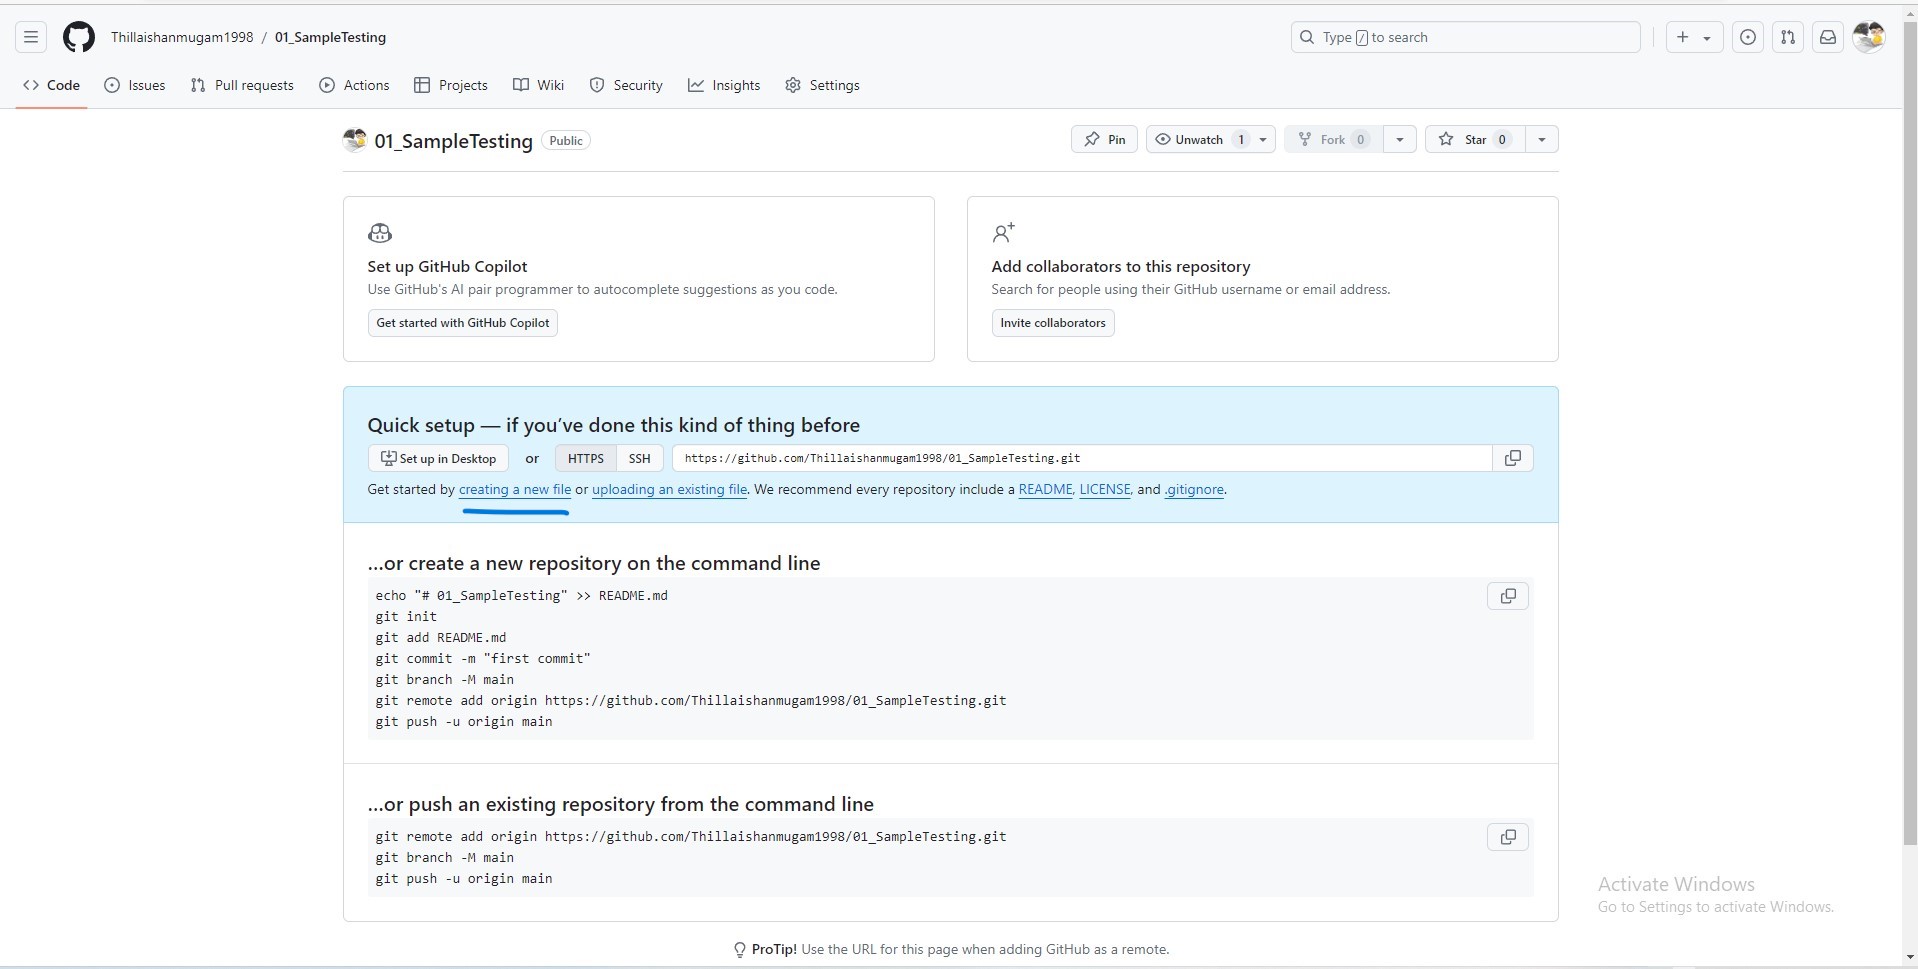 Thillaishanmugam1998 / 01_SampleTesting
Type / to search
Code Issues Pull requests Actions Projects Wiki Security Insights Settings
01_SampleTesting Public
Pin Unwatch 1 Fork 0 Star 0
Set up GitHub Copilot
Use GitHub's AI pair programmer to autocomplete suggestions as you code.
Get started with GitHub Copilot
Add collaborators to this repository
Search for people using their GitHub username or email address.
Invite collaborators
Quick setup — if you’ve done this kind of thing before
Set up in Desktop or HTTPS SSH https://github.com/Thillaishanmugam1998/01_SampleTesting.git
Get started by creating a new file or uploading an existing file. We recommend every repository include a README, LICENSE, and .gitignore.
…or create a new repository on the command line
echo "# 01_SampleTesting" >> README.md
git init
git add README.md
git commit -m "first commit"
git branch -M main
git remote add origin https://github.com/Thillaishanmugam1998/01_SampleTesting.git
git push -u origin main
…or push an existing repository from the command line
git remote add origin https://github.com/Thillaishanmugam1998/01_SampleTesting.git
git branch -M main
git push -u origin main
Activate Windows
Go to Settings to activate Windows.
ProTip! Use the URL for this page when adding GitHub as a remote.